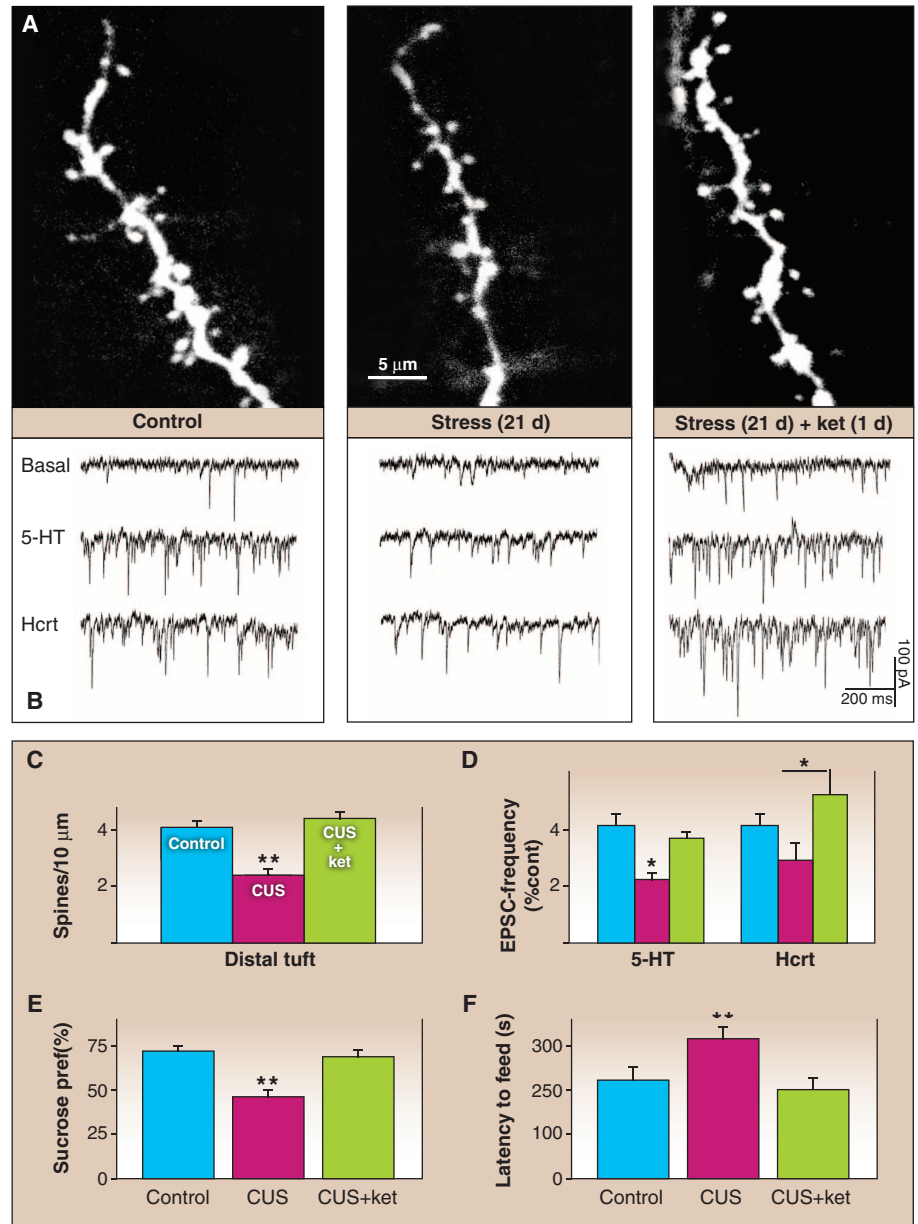 A
5 μm
Control
Stress (21 d)
Stress (21 d) + ket (1 d)
Basal
5-HT
Hcrt
B
100 pA
200 ms
C
Spines/10 μm
4
2
Control
**
CUS
CUS
+
ket
Distal tuft
D
EPSC-frequency
(%cont)
4
2
*
*
5-HT
Hcrt
E
Sucrose pref(%)
75
50
25
0
**
Control
CUS
CUS+ket
F
Latency to feed (s)
300
250
100
0
**
Control
CUS
CUS+ket